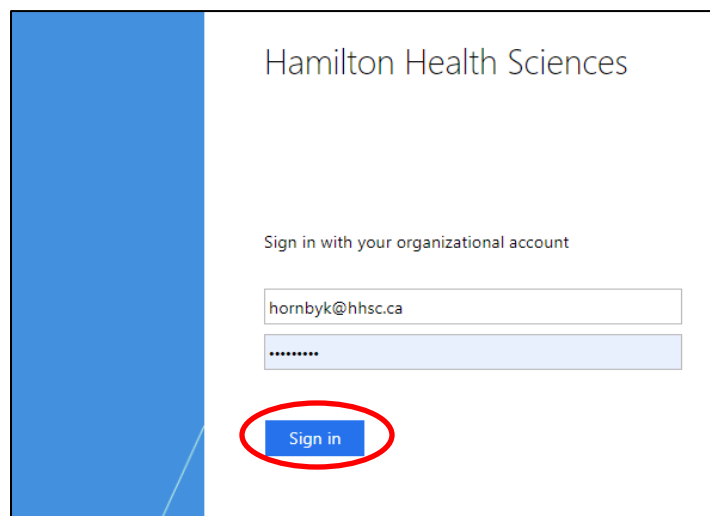 Hamilton Health Sciences
Sign in with your organizational account
hornbyk@hhsc.ca
•••••••••
Sign in